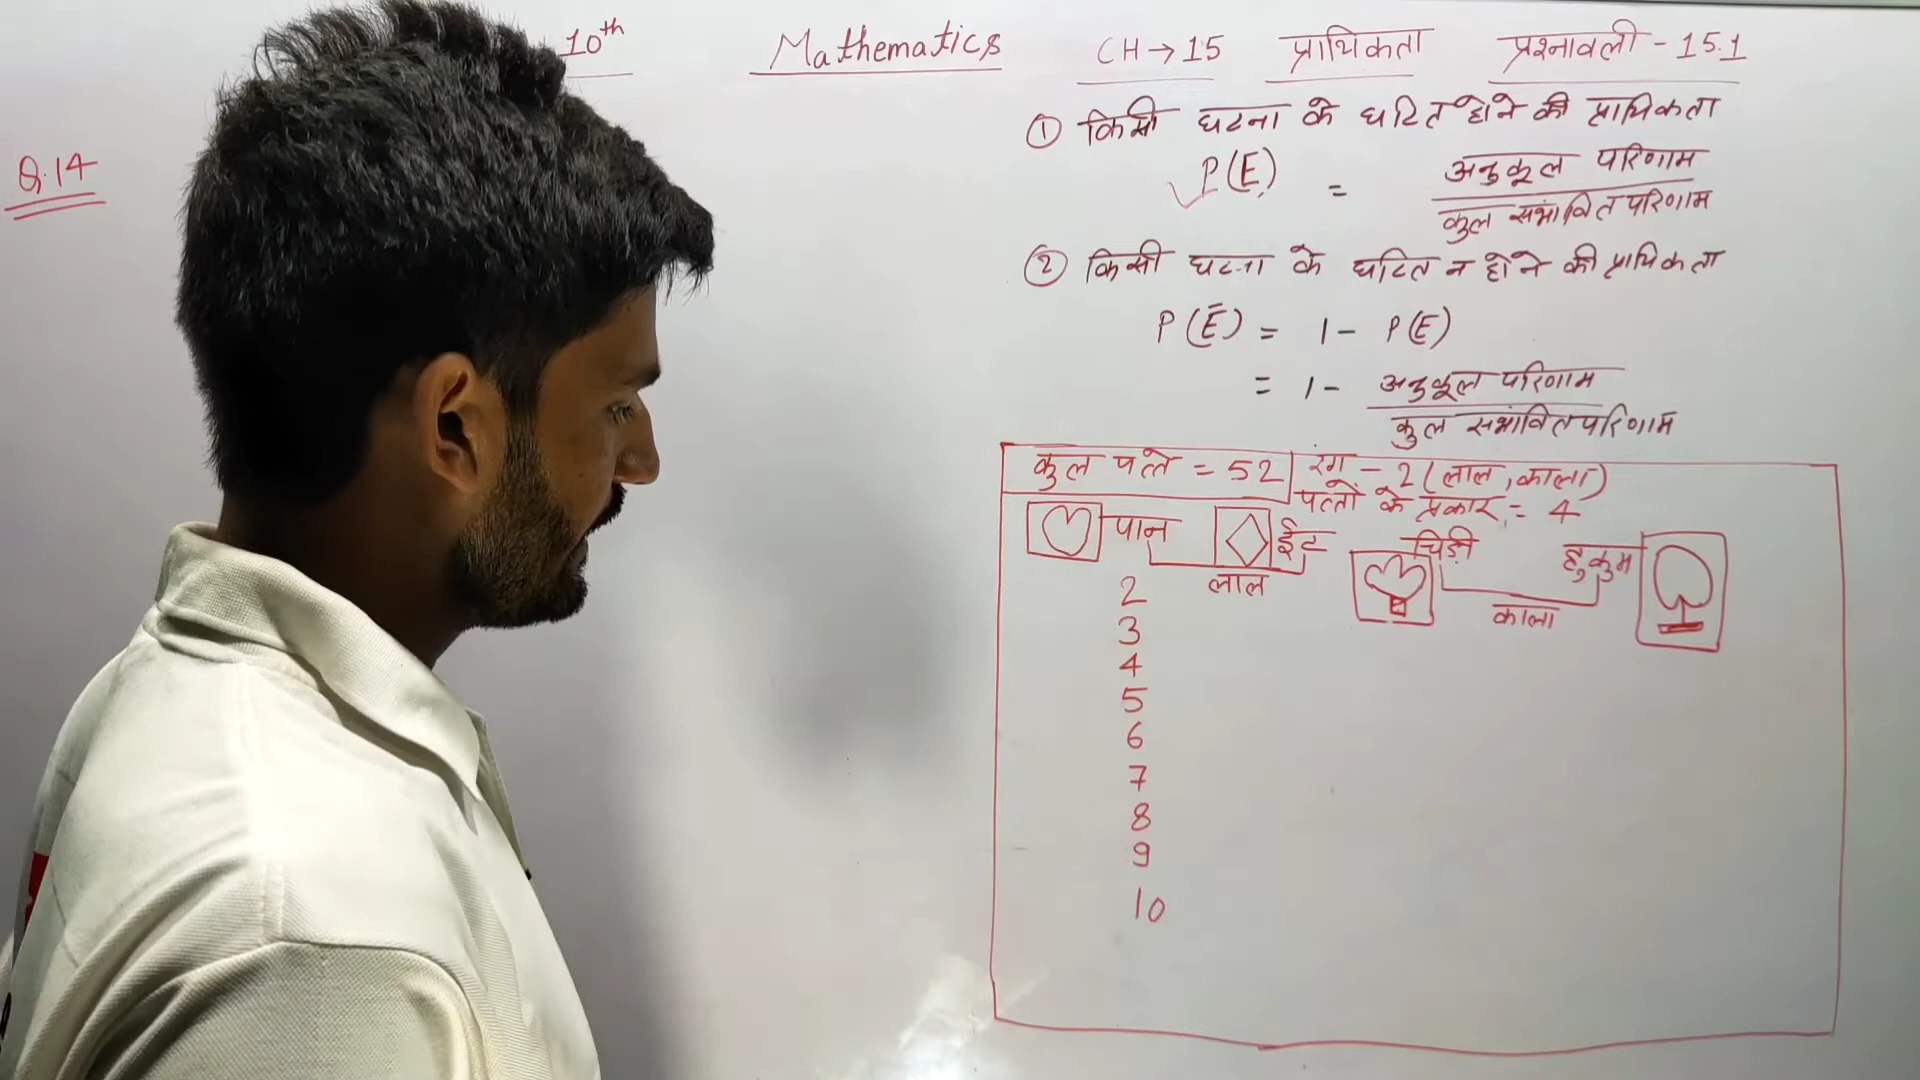 10th Mathematics CH → 15 प्रायिकता प्रश्नावली - 15.1
Q.14
① किसी घटना के घटित होने की प्रायिकता
P(E) = अनुकूल परिणाम
कुल संभावित परिणाम
② किसी घटना के घटित न होने की प्रायिकता
P(Ē) = 1 - P(E)
= 1 - अनुकूल परिणाम
कुल संभावित परिणाम
कुल पत्ते = 52
रंग - 2 (लाल, काला)
पत्तों के प्रकार = 4
पान ईंट चिड़ी हुकुम
लाल काला
2
3
4
5
6
7
8
9
10